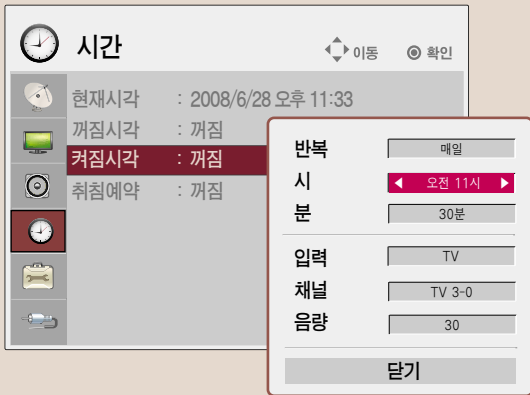 시간
이동
확인
현재시각 : 2008/6/28 오후 11:33
꺼짐시각 : 꺼짐
켜짐시각 : 꺼짐
취침예약 : 꺼짐
반복 매일
시 오전 11시
분 30분
입력 TV
채널 TV 3-0
음량 30
닫기